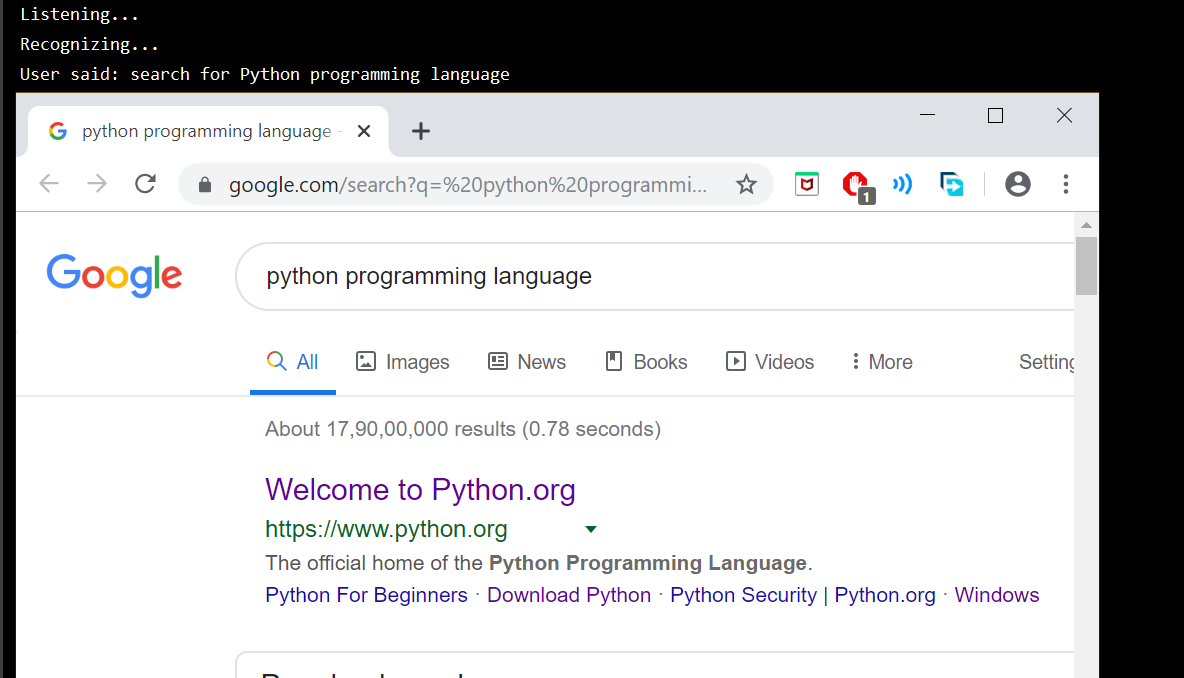 Listening...
Recognizing...
User said: search for Python programming language
python programming language -
google.com/search?q=%20python%20programmi...
1
Google
python programming language
All Images News Books Videos More Setting
About 17,90,00,000 results (0.78 seconds)
Welcome to Python.org
https://www.python.org
The official home of the Python Programming Language.
Python For Beginners · Download Python · Python Security | Python.org · Windows